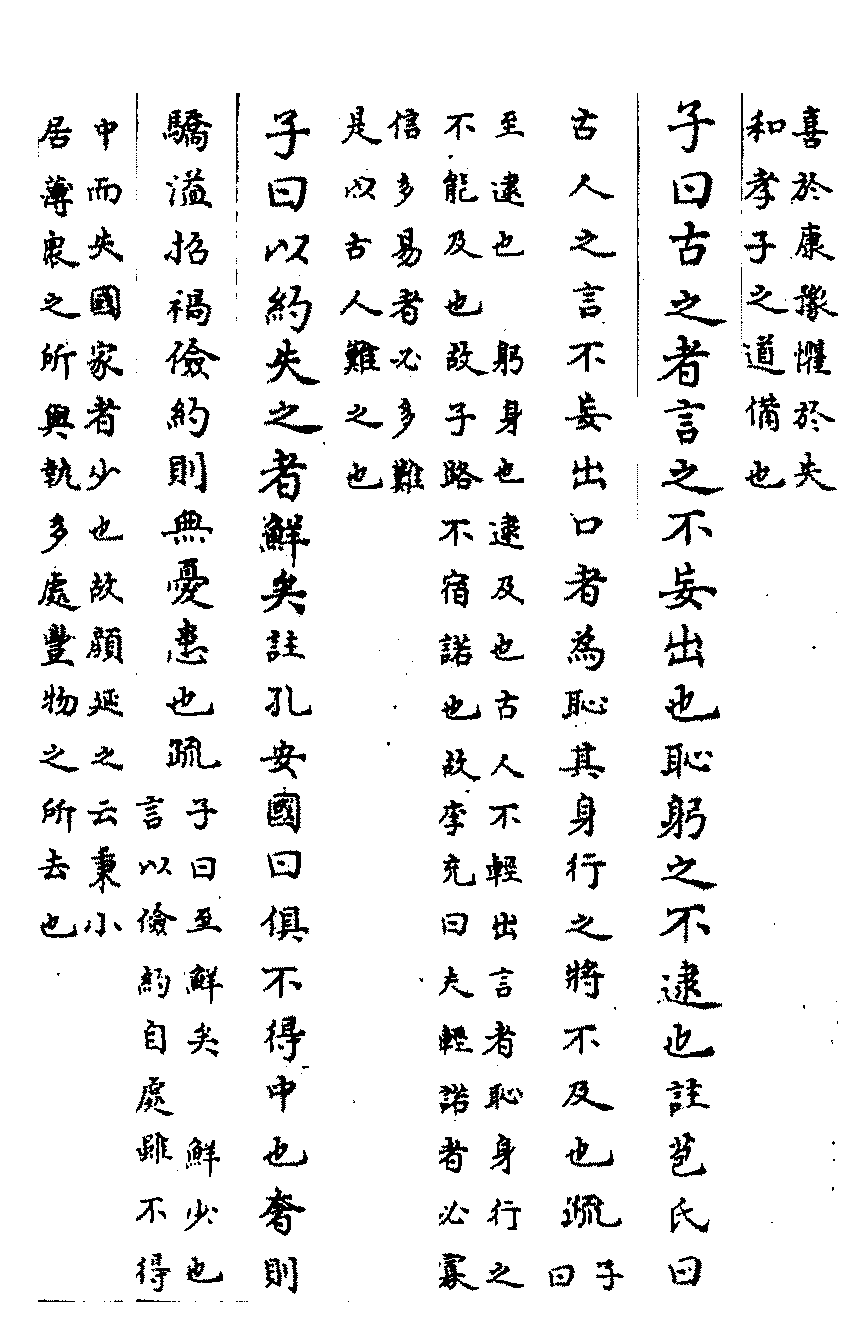 喜於康豫懼於失
和孝子之道備也
子曰古之者言之不妄出也恥躬之不逮也註苞氏曰
古人之言不妄出口者為恥其身行之將不及也疏子
曰
至逮也　躬身也逮及也古人不輕出言者恥身行之
不能及也故子路不宿諾也故李充曰夫輕諾者必寡
信多易者必多難
是以古人難之也
子曰以約失之者鮮矣註孔安國曰俱不得中也奢則
驕溢招禍儉約則無憂患也疏
子曰至鮮矣　鮮少也
言以儉約自處雖不得
中而失國家者少也故顏延之云秉小
居薄衆之所與執多處豐物之所去也